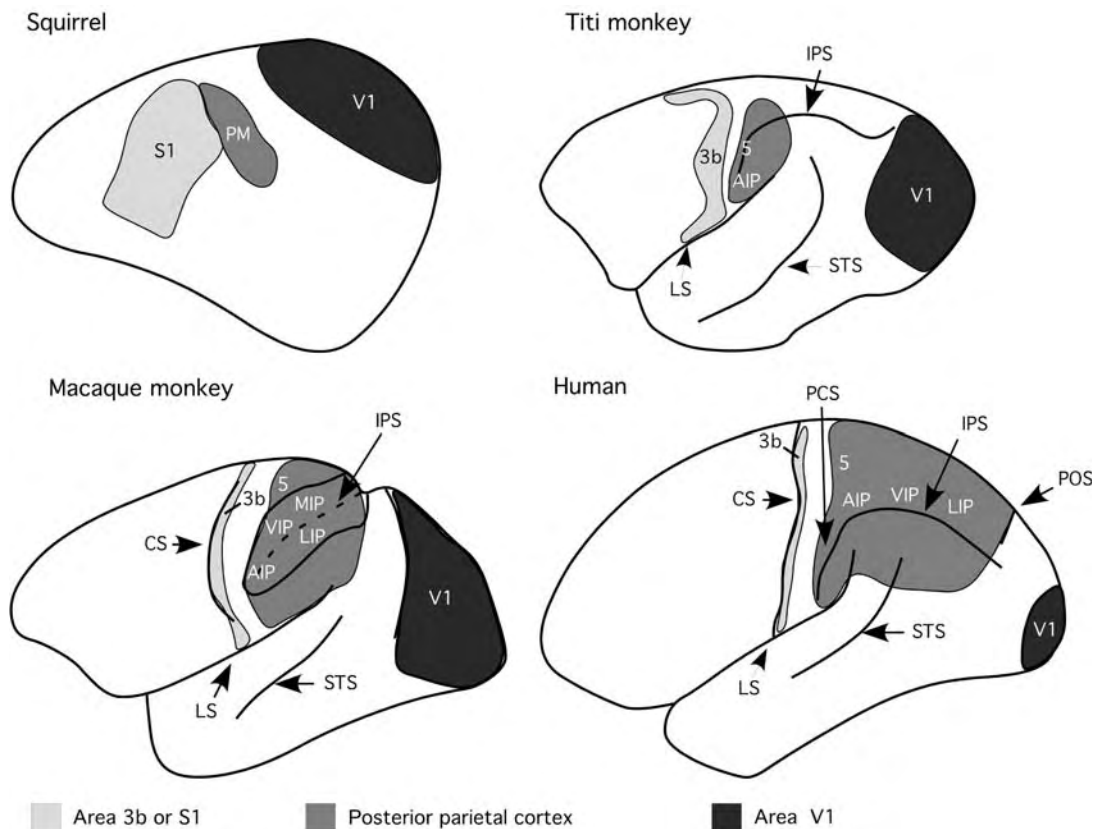 Squirrel
S1
PM
V1
Titi monkey
IPS
3b
5
AIP
V1
LS
STS
Macaque monkey
IPS
3b
5
MIP
CS
VIP
LIP
AIP
V1
STS
LS
Human
PCS
IPS
3b
5
POS
CS
AIP
VIP
LIP
STS
V1
LS
Area 3b or S1
Posterior parietal cortex
Area V1